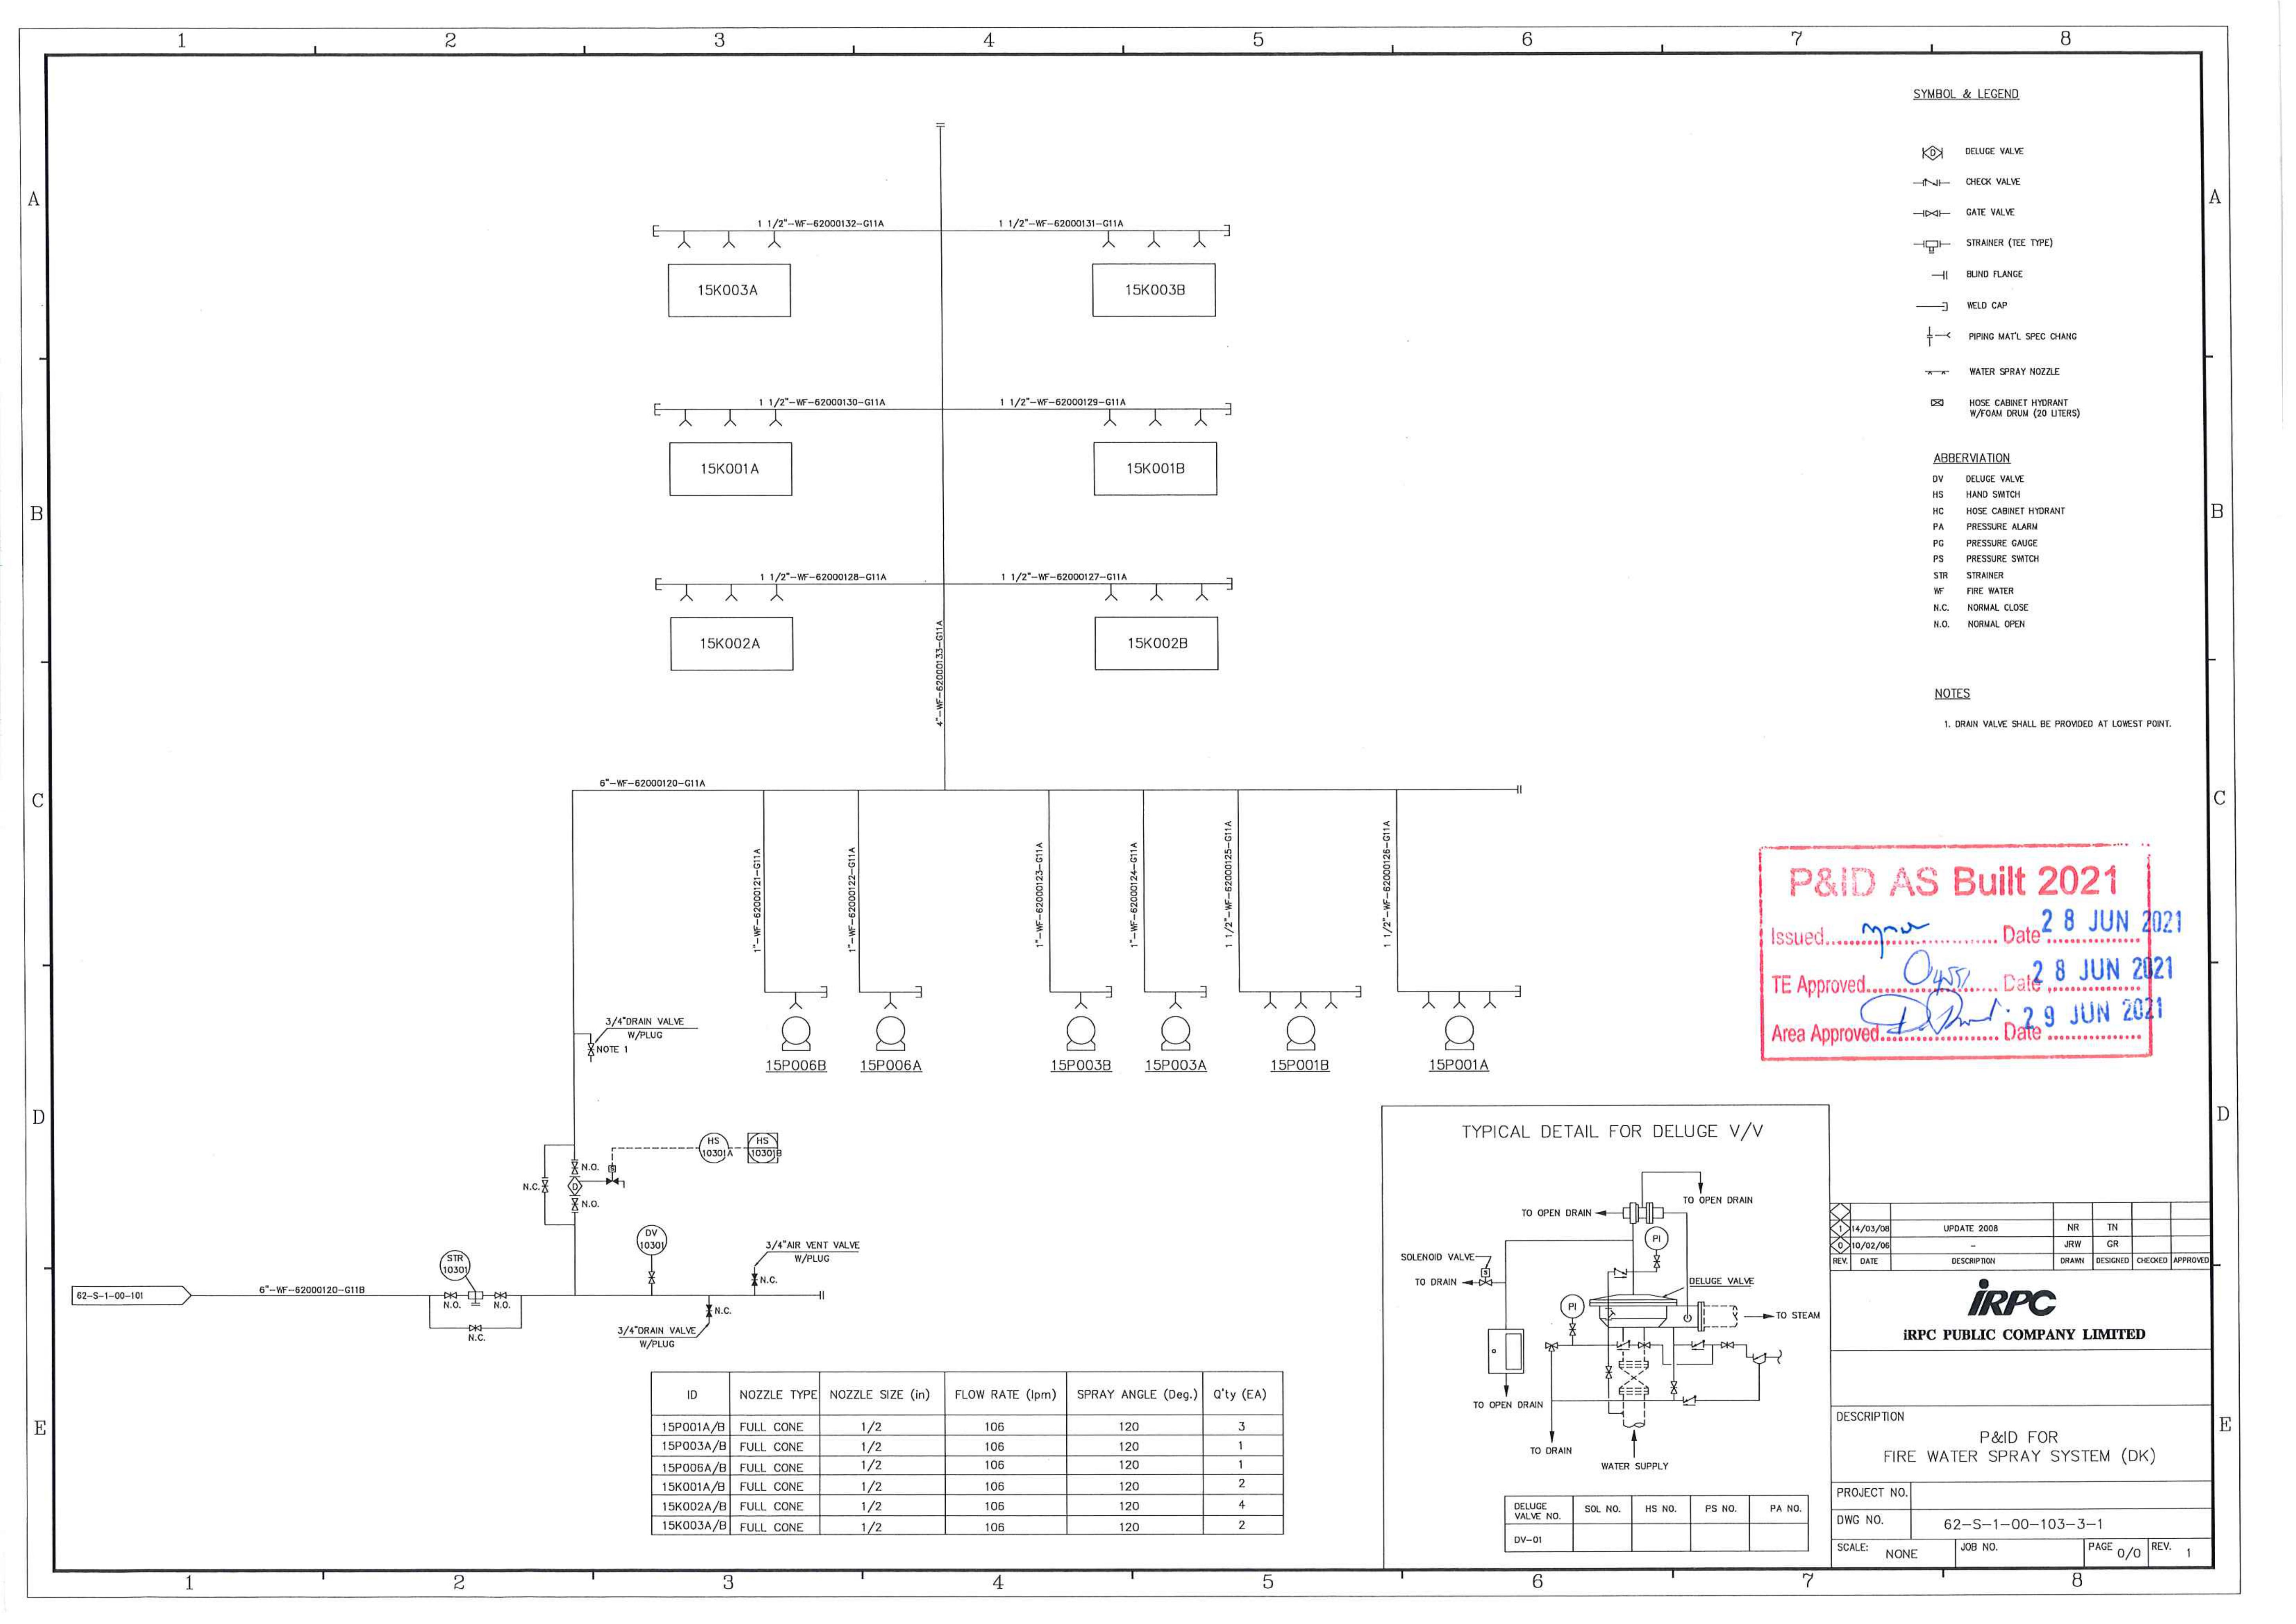 1 2 3 4 5 6 7 8
A
B
C
D
E
A
B
C
D
E
1 2 3 4 5 6 7 8
1 1/2"-WF-62000132-G11A
1 1/2"-WF-62000131-G11A
15K003A
15K003B
1 1/2"-WF-62000130-G11A
1 1/2"-WF-62000129-G11A
15K001A
15K001B
1 1/2"-WF-62000128-G11A
1 1/2"-WF-62000127-G11A
15K002A
15K002B
4"-WF-62000133-G11A
6"-WF-62000120-G11A
1"-WF-62000121-G11A
1"-WF-62000122-G11A
1"-WF-62000123-G11A
1"-WF-62000124-G11A
1 1/2"-WF-62000125-G11A
1 1/2"-WF-62000126-G11A
15P006B
15P006A
15P003B
15P003A
15P001B
15P001A
3/4"DRAIN VALVE
W/PLUG
NOTE 1
HS
10301A
HS
10301B
N.O.
S
N.C.
D
N.O.
STR
10301
DV
10301
3/4"AIR VENT VALVE
W/PLUG
N.C.
62-S-1-00-101
6"-WF-62000120-G11B
N.O.
N.O.
N.C.
N.C.
3/4"DRAIN VALVE
W/PLUG
ID NOZZLE TYPE NOZZLE SIZE (in) FLOW RATE (lpm) SPRAY ANGLE (Deg.) Q'ty (EA)
15P001A/B FULL CONE 1/2 106 120 3
15P003A/B FULL CONE 1/2 106 120 1
15P006A/B FULL CONE 1/2 106 120 1
15K001A/B FULL CONE 1/2 106 120 2
15K002A/B FULL CONE 1/2 106 120 4
15K003A/B FULL CONE 1/2 106 120 2
SYMBOL & LEGEND
D
DELUGE VALVE
CHECK VALVE
GATE VALVE
STRAINER (TEE TYPE)
BLIND FLANGE
WELD CAP
PIPING MAT'L SPEC CHANG
WATER SPRAY NOZZLE
HOSE CABINET HYDRANT
W/FOAM DRUM (20 LITERS)
ABBERVIATION
DV DELUGE VALVE
HS HAND SWITCH
HC HOSE CABINET HYDRANT
PA PRESSURE ALARM
PG PRESSURE GAUGE
PS PRESSURE SWITCH
STR STRAINER
WF FIRE WATER
N.C. NORMAL CLOSE
N.O. NORMAL OPEN
NOTES
1. DRAIN VALVE SHALL BE PROVIDED AT LOWEST POINT.
P&ID AS Built 2021
Issued Date 28 JUN 2021
TE Approved Date 28 JUN 2021
Area Approved Date 29 JUN 2021
TYPICAL DETAIL FOR DELUGE V/V
TO OPEN DRAIN
TO OPEN DRAIN
PI
SOLENOID VALVE
S
TO DRAIN
DELUGE VALVE
PI
TO STEAM
TO OPEN DRAIN
TO DRAIN
WATER SUPPLY
DELUGE
VALVE NO. SOL NO. HS NO. PS NO. PA NO.
DV-01
1 14/03/08 UPDATE 2008 NR TN
0 10/02/06 - JRW GR
REV. DATE DESCRIPTION DRAWN DESIGNED CHECKED APPROVED
iRPC
iRPC PUBLIC COMPANY LIMITED
DESCRIPTION
P&ID FOR
FIRE WATER SPRAY SYSTEM (DK)
PROJECT NO.
DWG NO. 62-S-1-00-103-3-1
SCALE: NONE JOB NO. PAGE 0/0 REV. 1